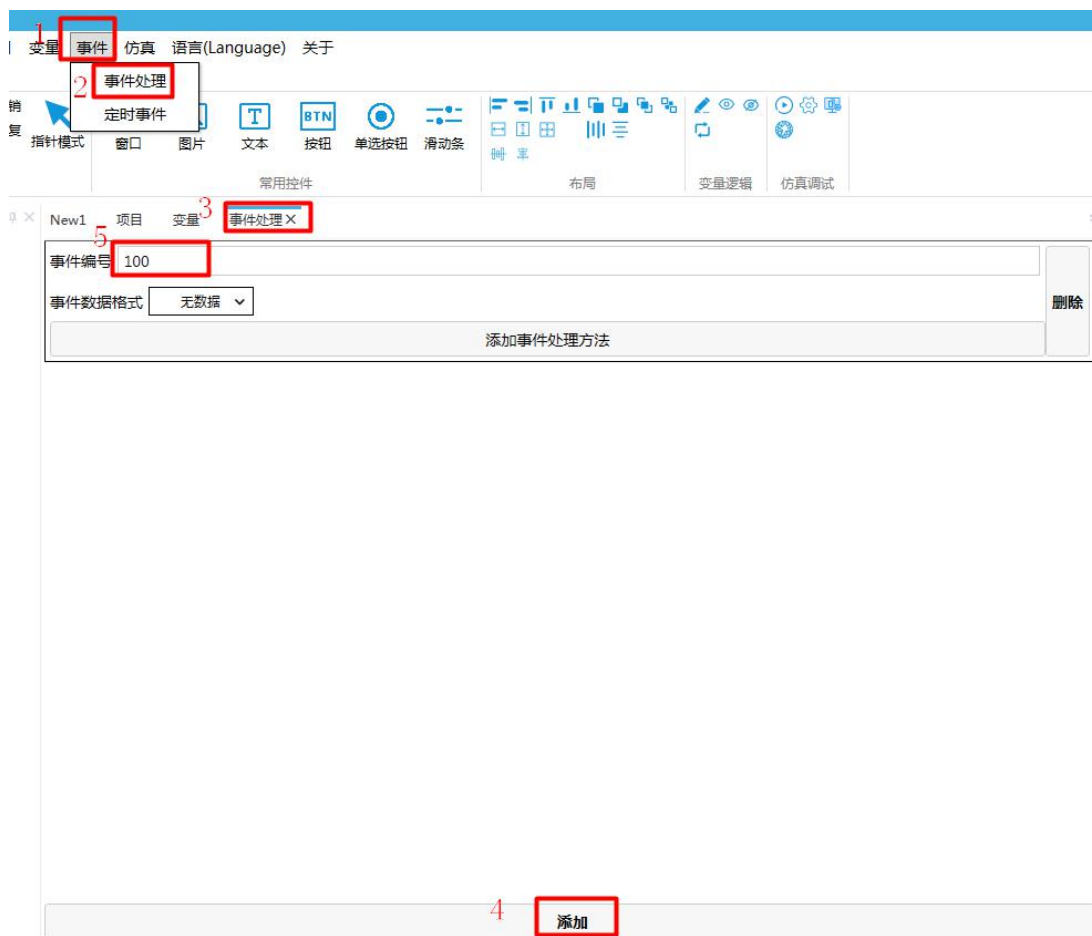 1
变量 事件 仿真 语言(Language) 关于
2 事件处理
定时事件
销
复
指针模式 窗口 图片 T 文本 BTN 按钮 单选按钮 滑动条
常用控件 布局 变量逻辑 仿真调试
New1 项目 变量 3 事件处理
5
事件编号 100
事件数据格式 无数据 删除
添加事件处理方法
4 添加